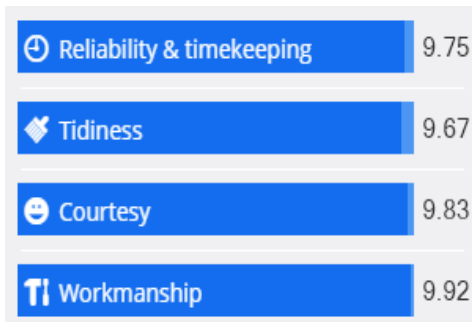 Reliability & timekeeping 9.75
Tidiness 9.67
Courtesy 9.83
Workmanship 9.92